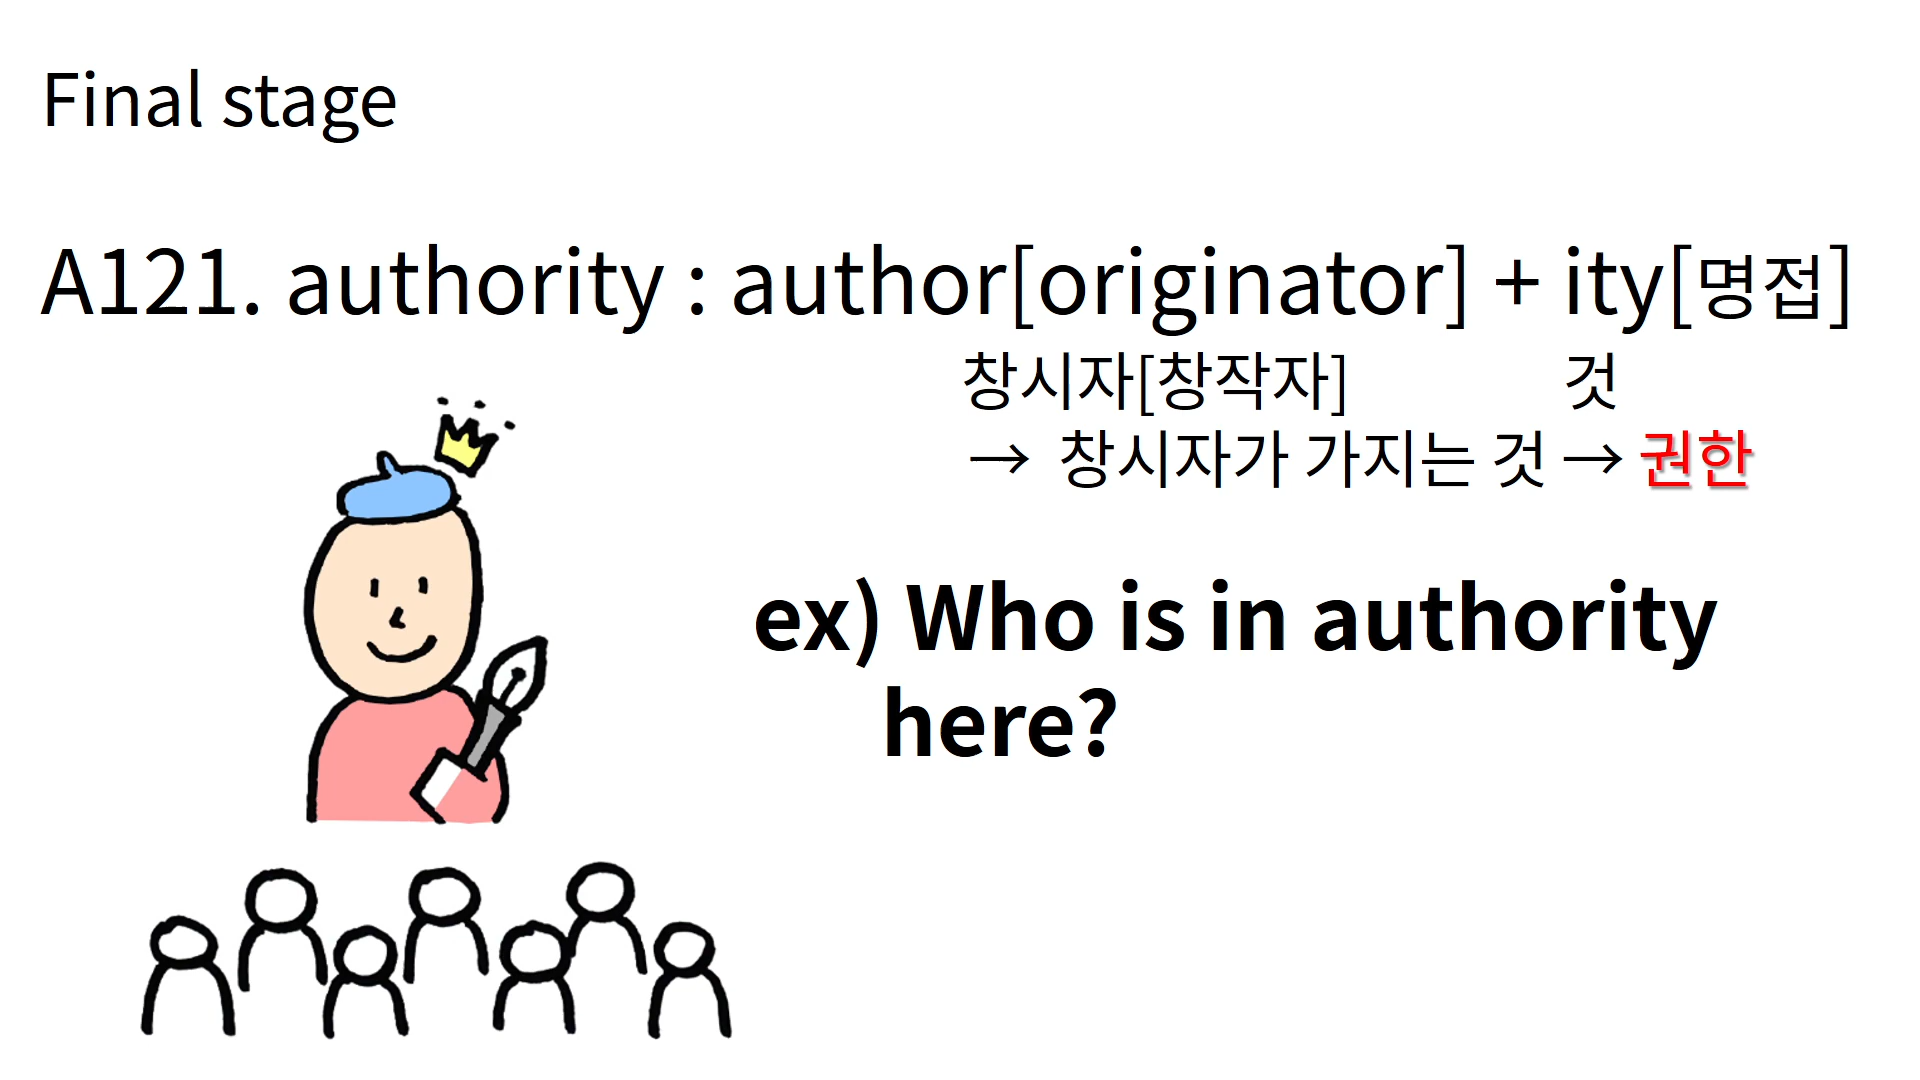 Final stage
A121. authority : author[originator] + ity[명접]
창시자[창작자] 것
→ 창시자가 가지는 것 → 권한
ex) Who is in authority
here?